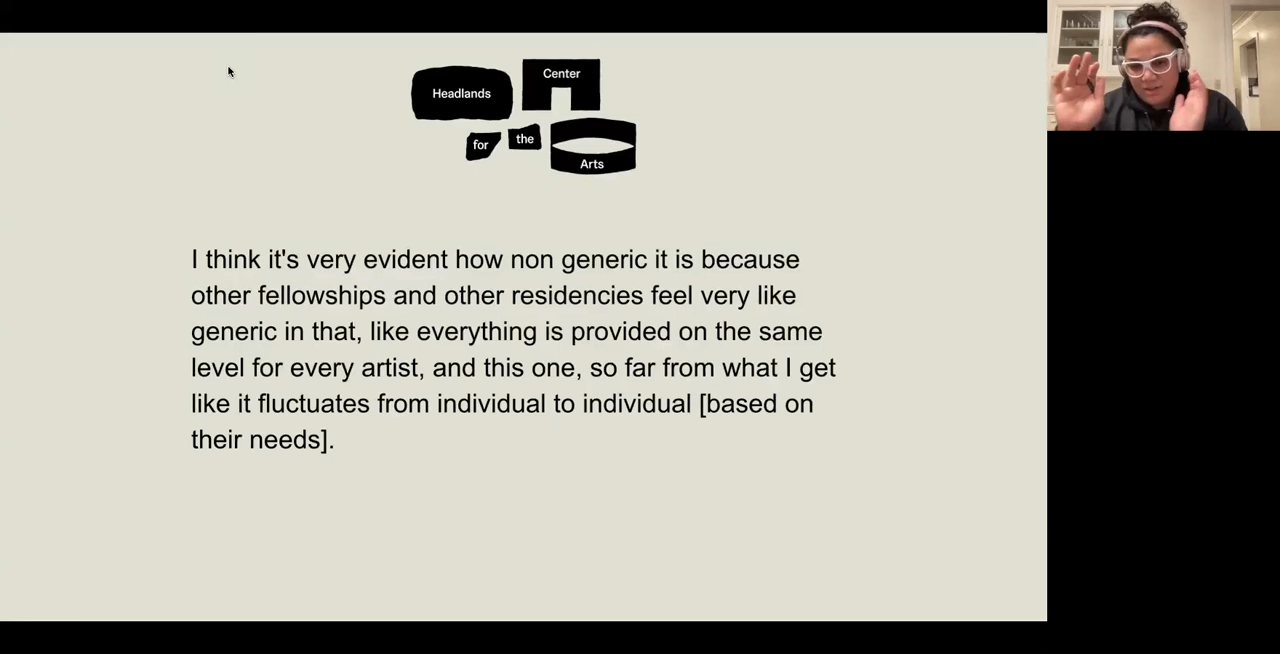 Headlands
Center
for
the
Arts
I think it's very evident how non generic it is because
other fellowships and other residencies feel very like
generic in that, like everything is provided on the same
level for every artist, and this one, so far from what I get
like it fluctuates from individual to individual [based on
their needs].